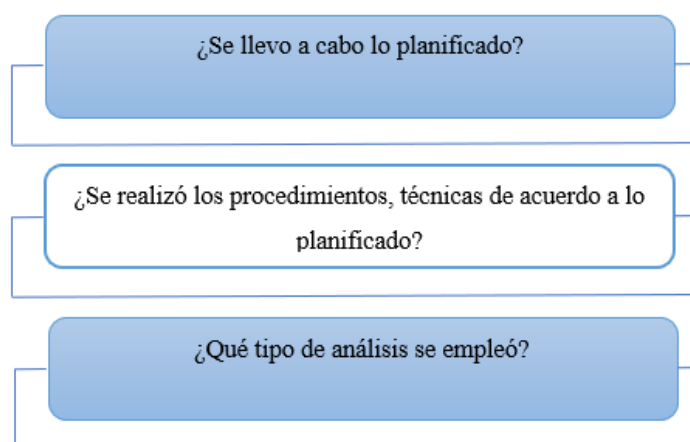 ¿Se llevo a cabo lo planificado?
¿Se realizó los procedimientos, técnicas de acuerdo a lo
planificado?
¿Qué tipo de análisis se empleó?